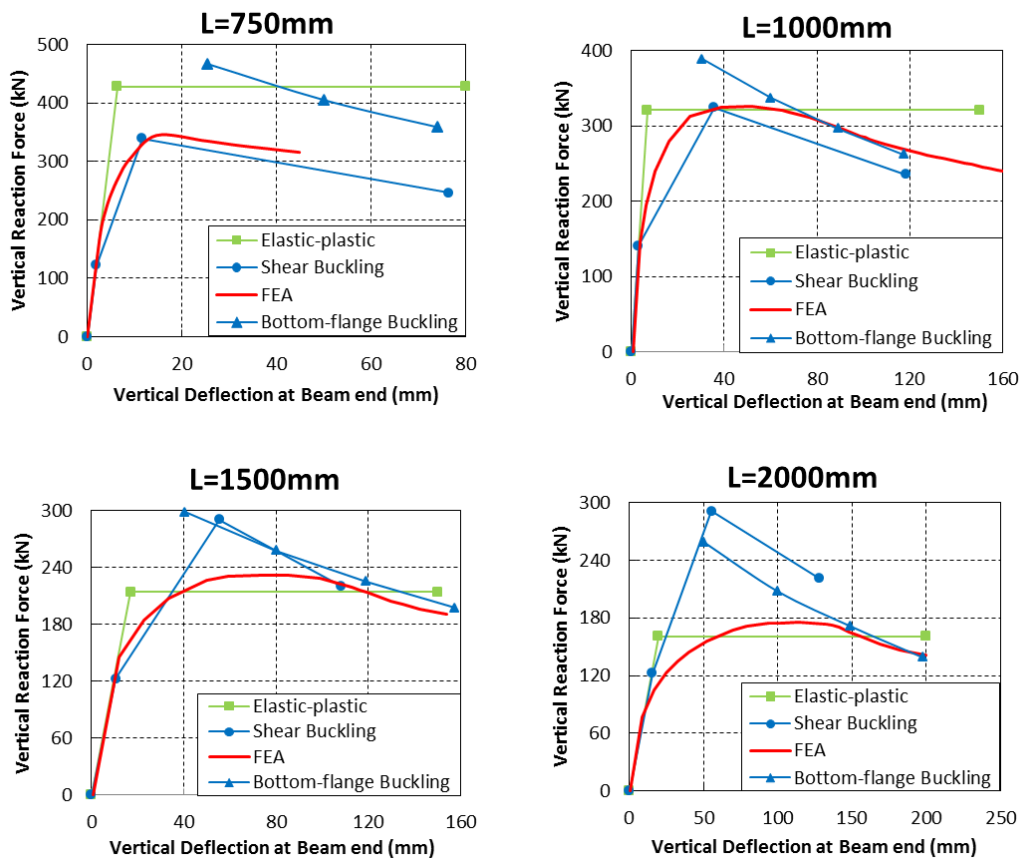 L=750mm
500
400
300
200
100
0
Vertical Reaction Force (kN)
Elastic-plastic
Shear Buckling
FEA
Bottom-flange Buckling
0 20 40 60 80
Vertical Deflection at Beam end (mm)
L=1000mm
400
300
200
100
0
Vertical Reaction Force (kN)
Elastic-plastic
Shear Buckling
FEA
Bottom-flange Buckling
0 40 80 120 160
Vertical Deflection at Beam end (mm)
L=1500mm
300
240
180
120
60
0
Vertical Reaction Force (kN)
Elastic-plastic
Shear Buckling
FEA
Bottom-flange Buckling
0 40 80 120 160
Vertical Deflection at Beam end (mm)
L=2000mm
300
240
180
120
60
0
Vertical Reaction Force (kN)
Elastic-plastic
Shear Buckling
FEA
Bottom-flange Buckling
0 50 100 150 200 250
Vertical Deflection at Beam end (mm)